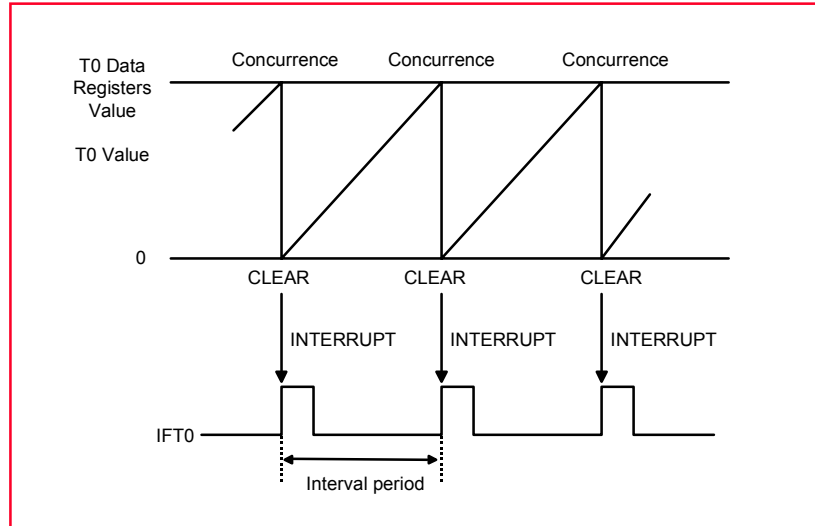 T0 Data
Registers
Value
Concurrence Concurrence Concurrence
T0 Value
0
CLEAR CLEAR CLEAR
INTERRUPT INTERRUPT INTERRUPT
IFT0
Interval period